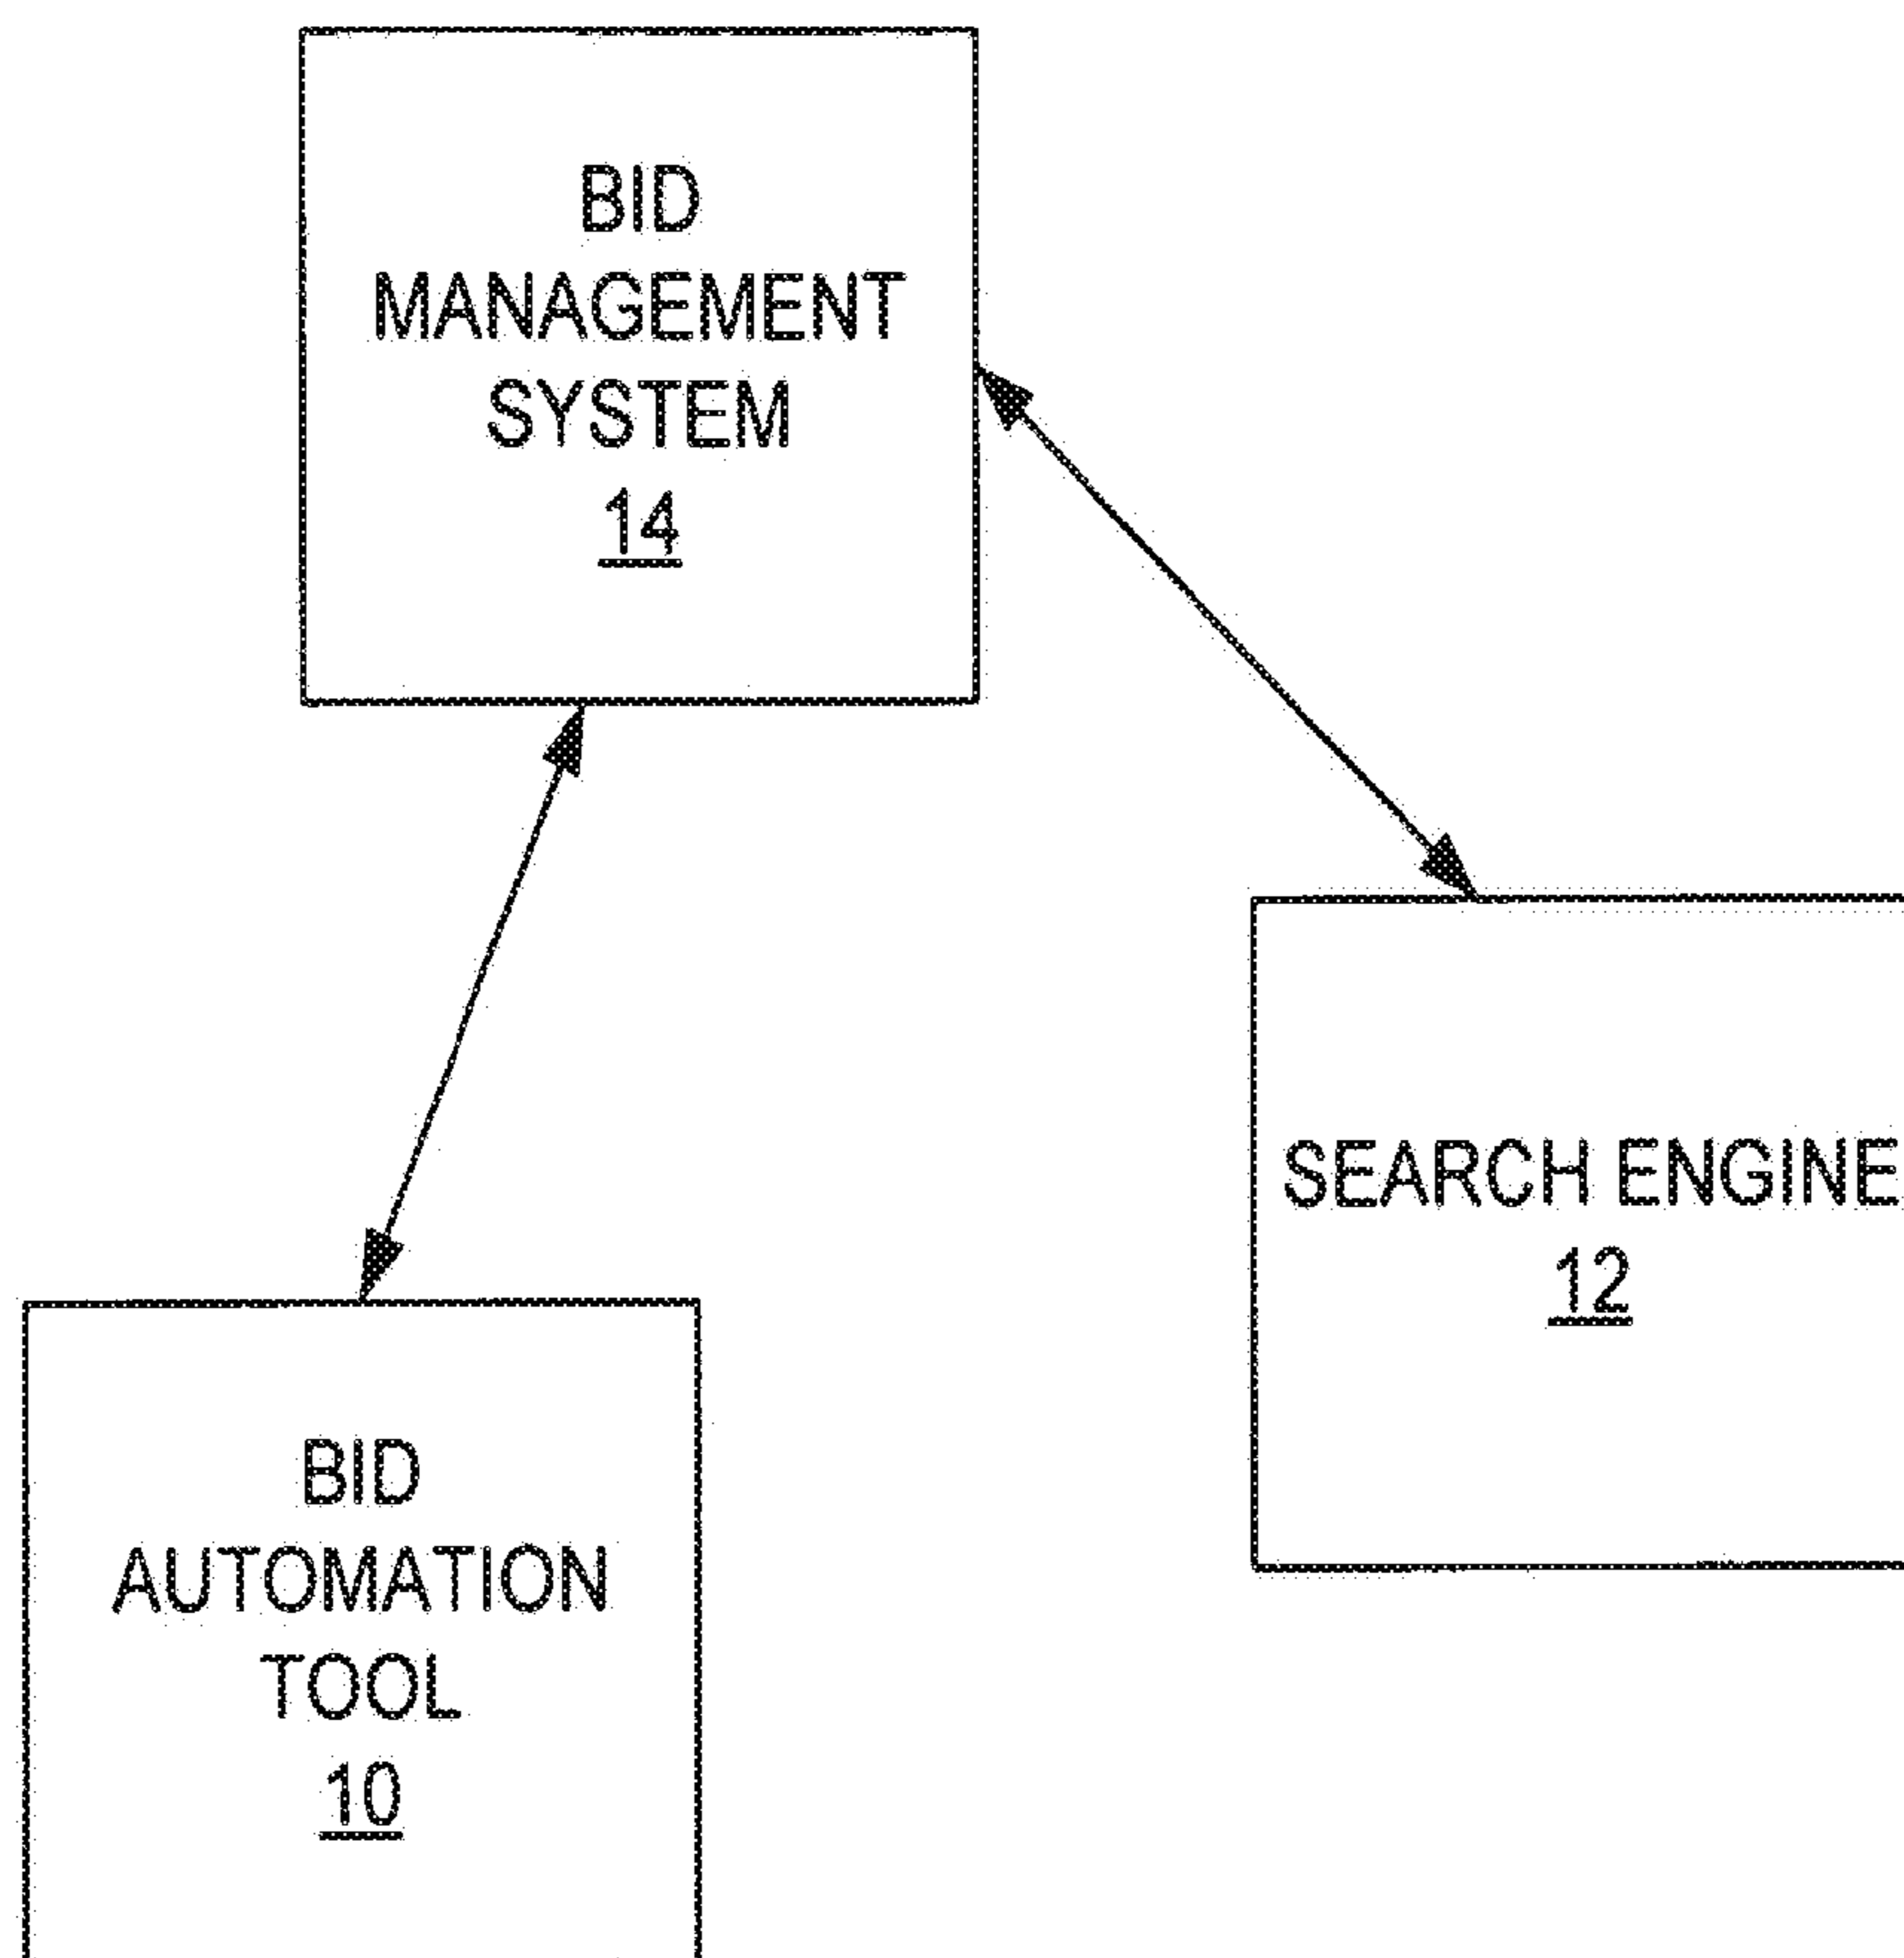 BID
MANAGEMENT
SYSTEM
14
SEARCH ENGINE
12
BID
AUTOMATION
TOOL
10